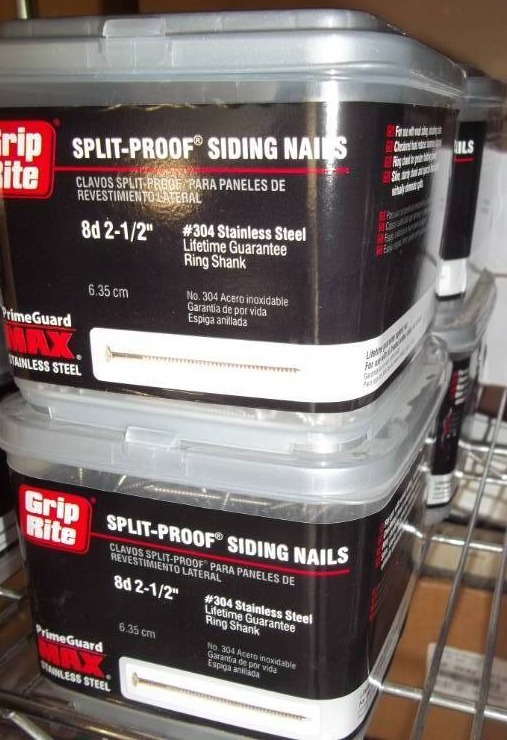 Grip
Rite
SPLIT-PROOF® SIDING NAILS
CLAVOS SPLIT-PROOF® PARA PANELES DE
REVESTIMIENTO LATERAL
8d 2-1/2"
#304 Stainless Steel
Lifetime Guarantee
Ring Shank
6.35 cm
No. 304 Acero inoxidable
Garantía de por vida
Espiga anillada
PrimeGuard
MAX
STAINLESS STEEL
ILS
Grip
Rite
SPLIT-PROOF® SIDING NAILS
CLAVOS SPLIT-PROOF® PARA PANELES DE
REVESTIMIENTO LATERAL
8d 2-1/2"
#304 Stainless Steel
Lifetime Guarantee
Ring Shank
6.35 cm
No. 304 Acero inoxidable
Garantía de por vida
Espiga anillada
PrimeGuard
MAX
STAINLESS STEEL